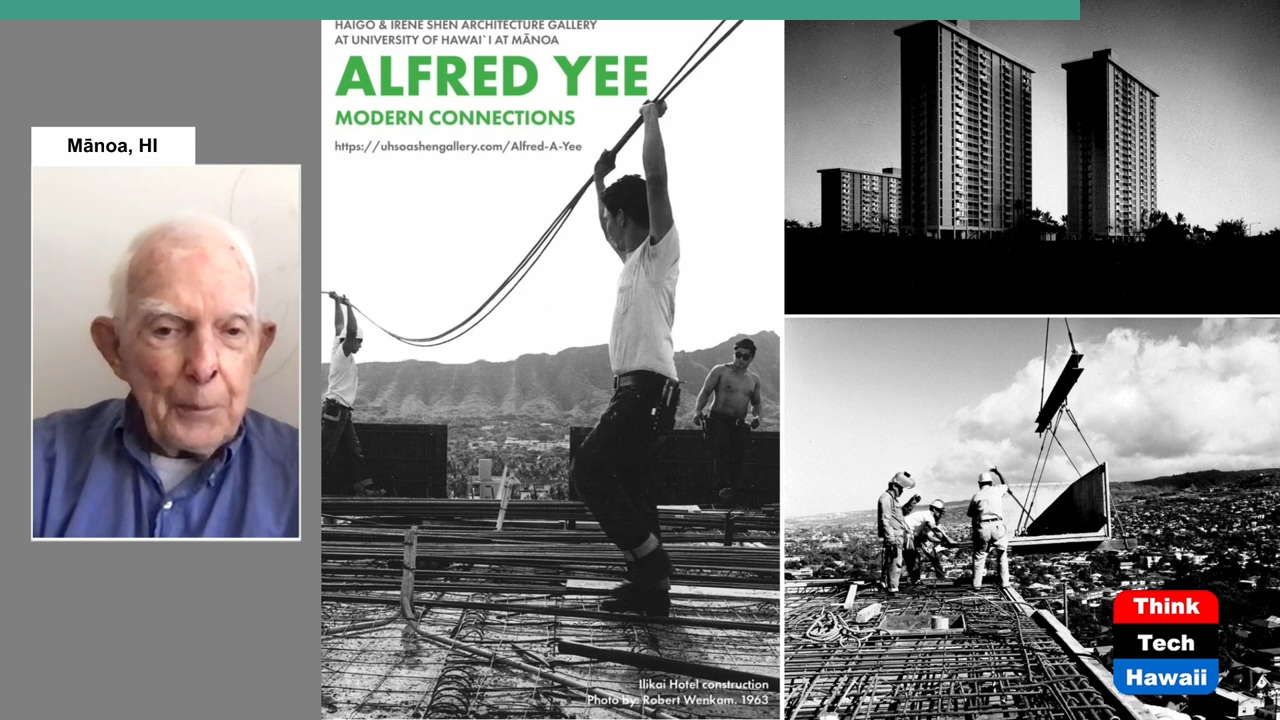 Mānoa, HI
HAIGO & IRENE SHEN ARCHITECTURE GALLERY
AT UNIVERSITY OF HAWAI`I AT MĀNOA
ALFRED YEE
MODERN CONNECTIONS
https://uhsoashengallery.com/Alfred-A-Yee
Ilikai Hotel construction
Photo by: Robert Wenkam. 1963
Think
Tech
Hawaii